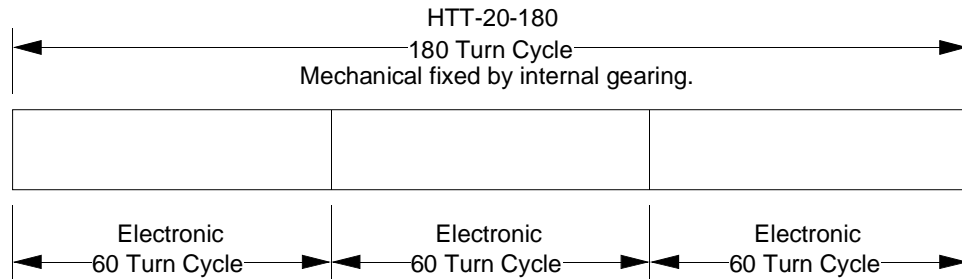 HTT-20-180
180 Turn Cycle
Mechanical fixed by internal gearing.
Electronic
60 Turn Cycle
Electronic
60 Turn Cycle
Electronic
60 Turn Cycle